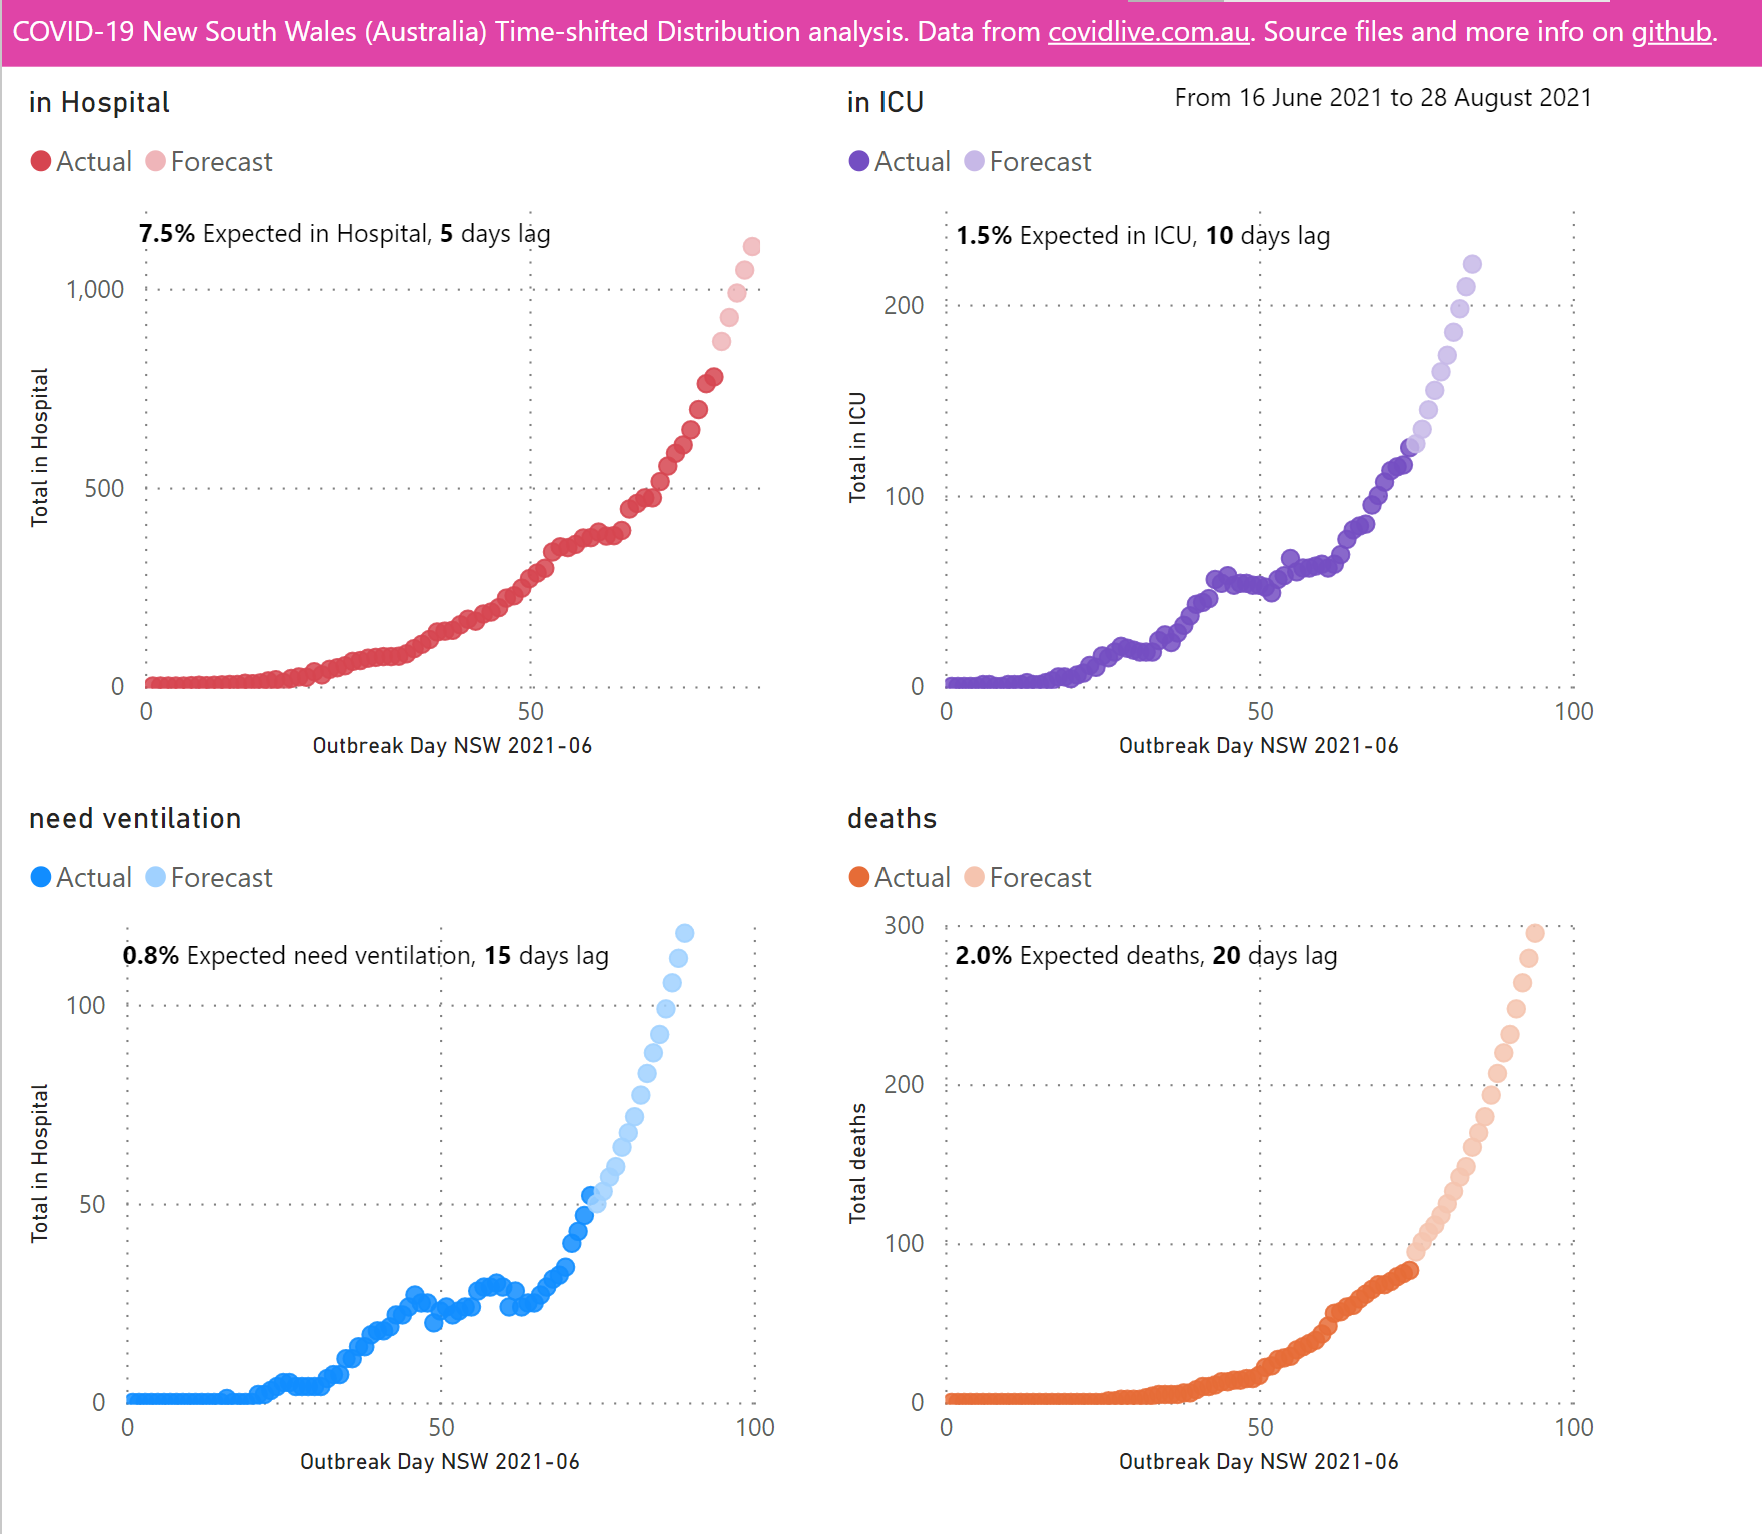 COVID-19 New South Wales (Australia) Time-shifted Distribution analysis. Data from covidlive.com.au. Source files and more info on github.
in Hospital
Actual Forecast
7.5% Expected in Hospital, 5 days lag
Total in Hospital
1,000
500
0
0 50
Outbreak Day NSW 2021-06
in ICU
From 16 June 2021 to 28 August 2021
Actual Forecast
1.5% Expected in ICU, 10 days lag
Total in ICU
200
100
0
0 50 100
Outbreak Day NSW 2021-06
need ventilation
Actual Forecast
0.8% Expected need ventilation, 15 days lag
Total in Hospital
100
50
0
0 50 100
Outbreak Day NSW 2021-06
deaths
Actual Forecast
300
2.0% Expected deaths, 20 days lag
Total deaths
200
100
0
0 50 100
Outbreak Day NSW 2021-06